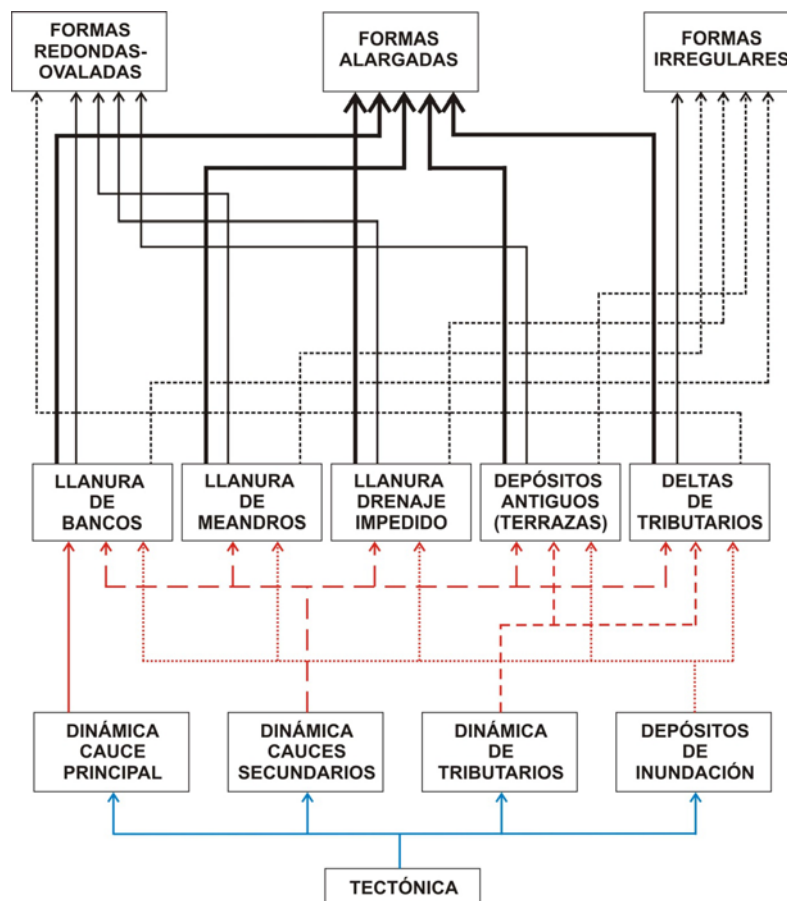 FORMAS
REDONDAS-
OVALADAS
FORMAS
ALARGADAS
FORMAS
IRREGULARES
LLANURA
DE
BANCOS
LLANURA
DE
MEANDROS
LLANURA
DRENAJE
IMPEDIDO
DEPÓSITOS
ANTIGUOS
(TERRAZAS)
DELTAS
DE
TRIBUTARIOS
DINÁMICA
CAUCE
PRINCIPAL
DINÁMICA
CAUCES
SECUNDARIOS
DINÁMICA
DE
TRIBUTARIOS
DEPÓSITOS
DE
INUNDACIÓN
TECTÓNICA